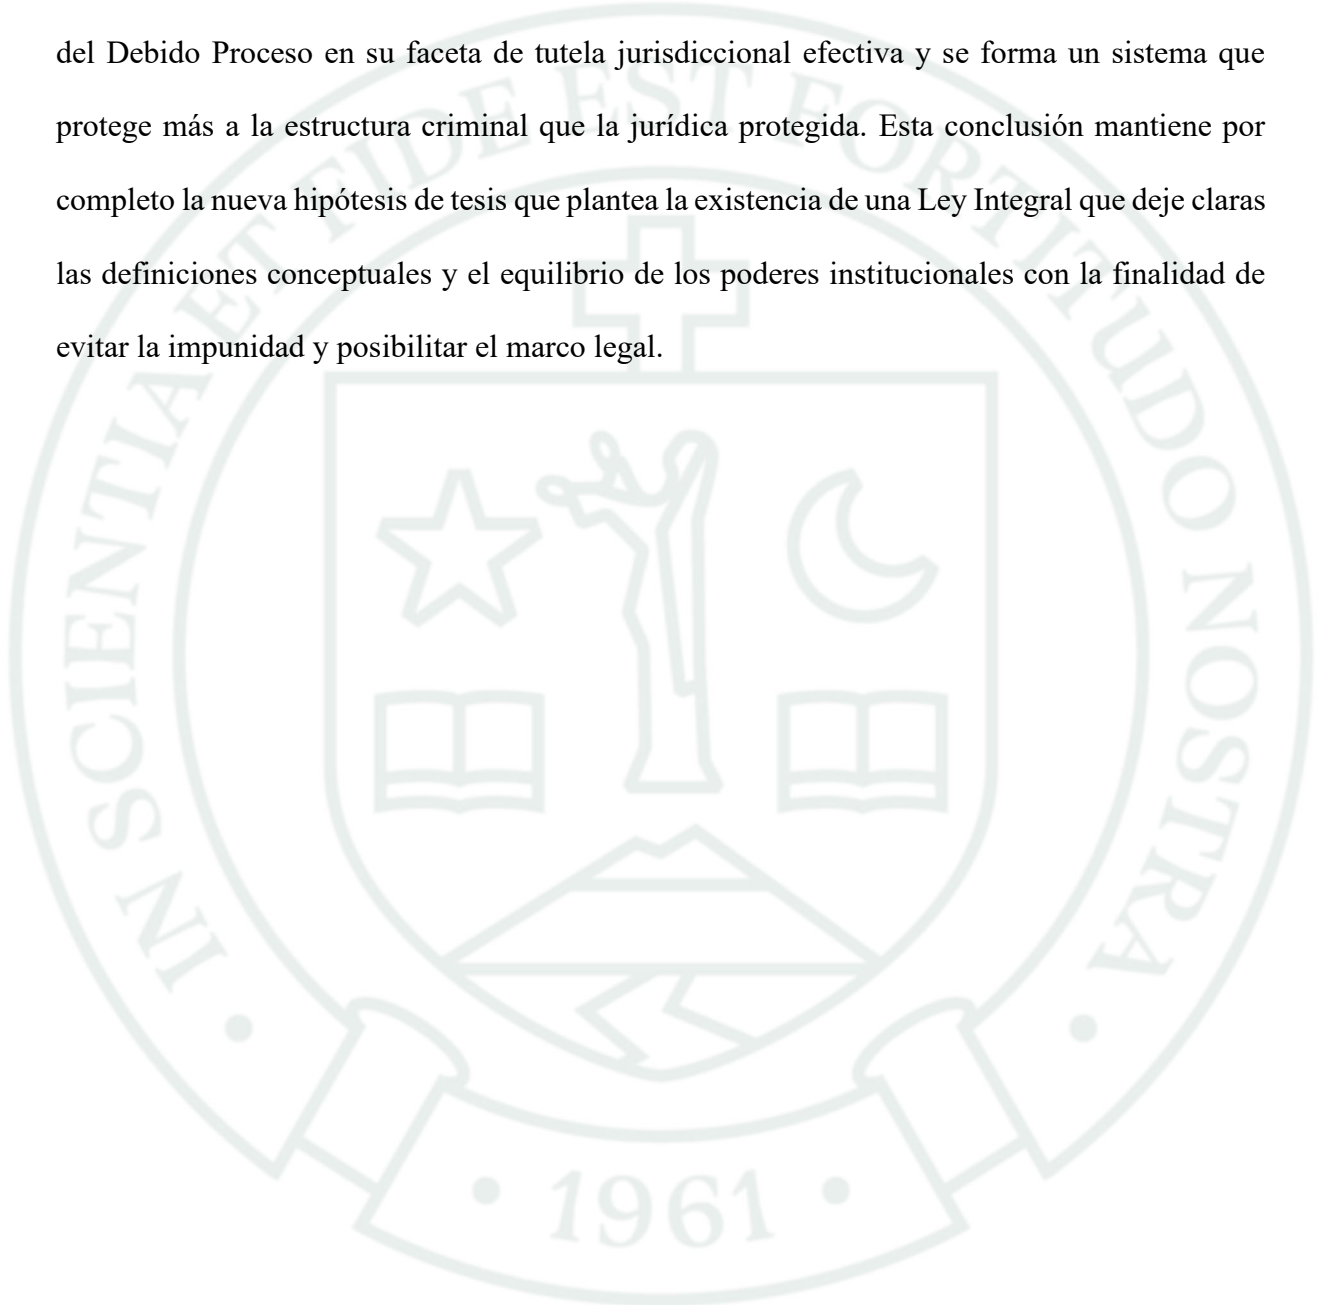 del Debido Proceso en su faceta de tutela jurisdiccional efectiva y se forma un sistema que
protege más a la estructura criminal que la jurídica protegida. Esta conclusión mantiene por
completo la nueva hipótesis de tesis que plantea la existencia de una Ley Integral que deje claras
las definiciones conceptuales y el equilibrio de los poderes institucionales con la finalidad de
evitar la impunidad y posibilitar el marco legal.
IN SCIENTIA ET FIDE EST FORTITUDO NOSTRA
• 1961 •